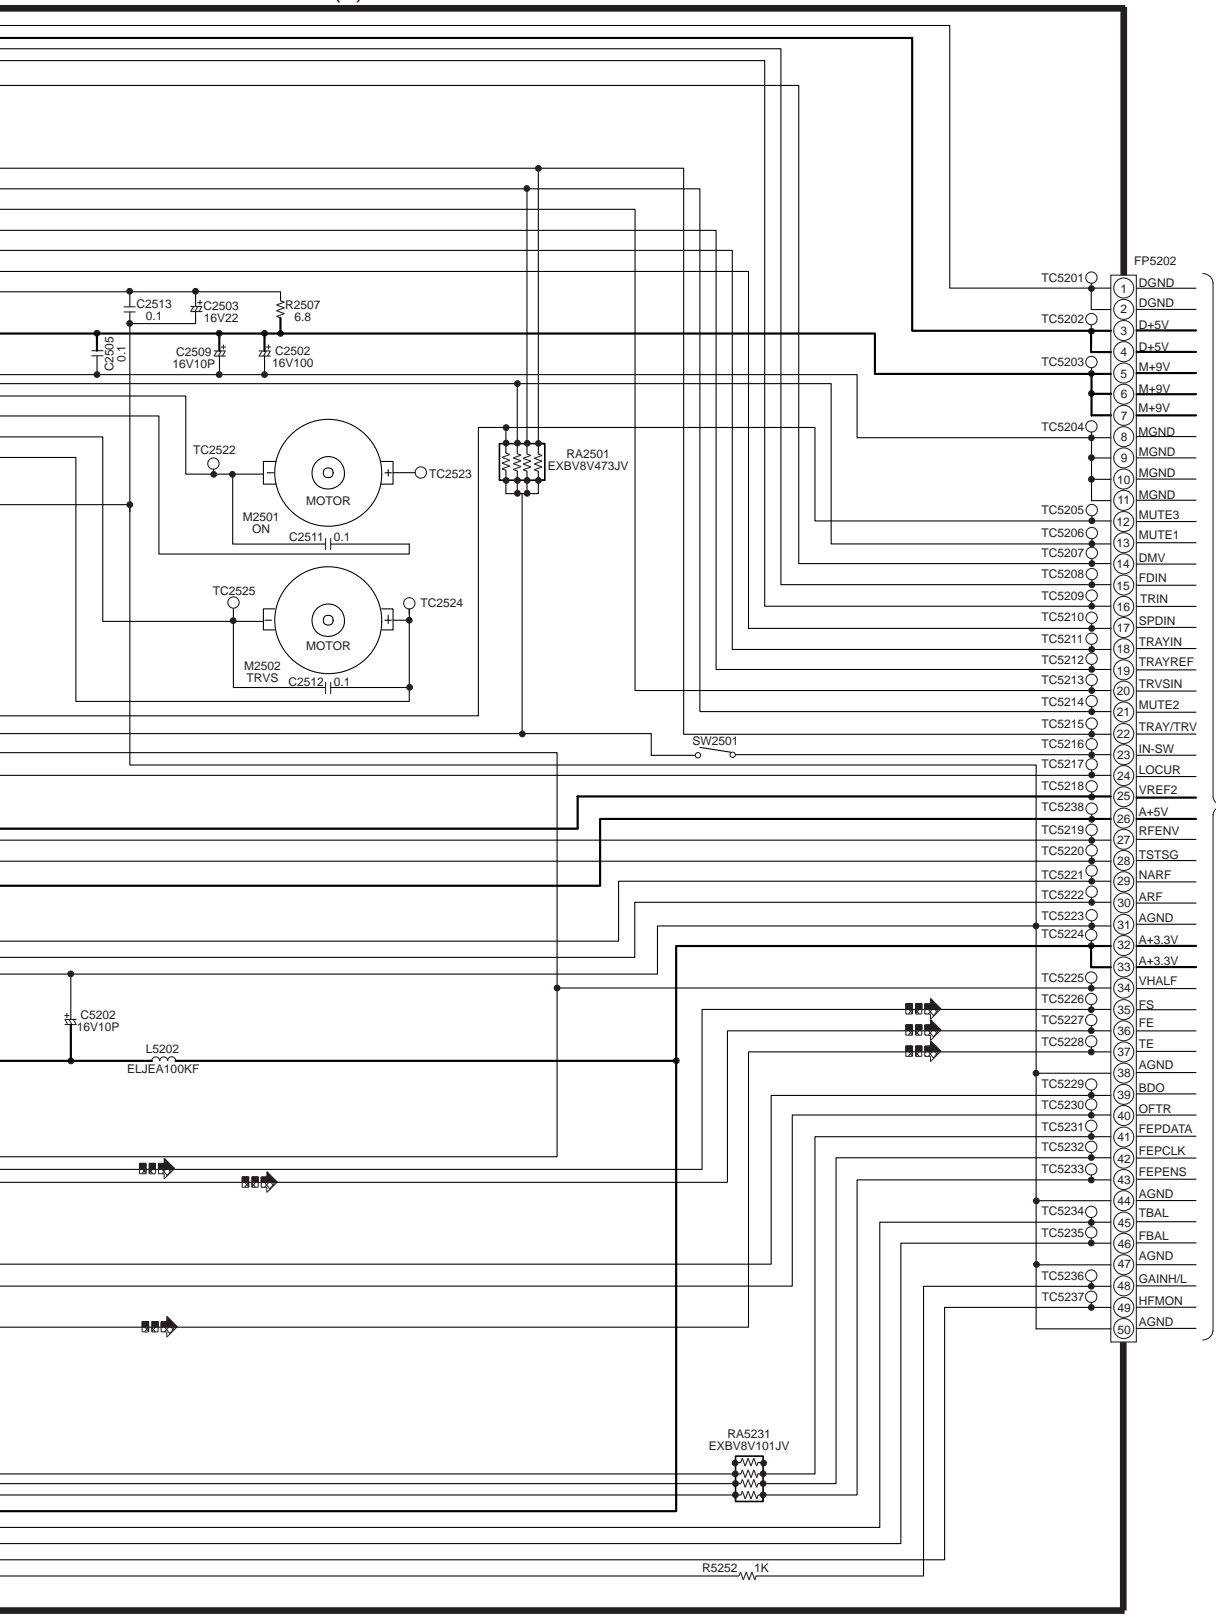 FP5202
TC5201
1 DGND
2 DGND
TC5202
3 D+5V
4 D+5V
TC5203
5 M+9V
6 M+9V
7 M+9V
TC5204
8 MGND
9 MGND
10 MGND
11 MGND
TC5205
12 MUTE3
TC5206
13 MUTE1
TC5207
14 DMV
TC5208
15 FDIN
TC5209
16 TRIN
TC5210
17 SPDIN
TC5211
18 TRAYIN
TC5212
19 TRAYREF
TC5213
20 TRVSIN
TC5214
21 MUTE2
TC5215
22 TRAY/TRV
TC5216
23 IN-SW
TC5217
24 LOCUR
TC5218
25 VREF2
TC5238
26 A+5V
TC5219
27 RFENV
TC5220
28 TSTSG
TC5221
29 NARF
TC5222
30 ARF
TC5223
31 AGND
TC5224
32 A+3.3V
33 A+3.3V
TC5225
34 VHALF
TC5226
35 FS
TC5227
36 FE
TC5228
37 TE
38 AGND
TC5229
39 BDO
TC5230
40 OFTR
TC5231
41 FEPDATA
TC5232
42 FEPCLK
TC5233
43 FEPENS
44 AGND
TC5234
45 TBAL
TC5235
46 FBAL
47 AGND
TC5236
48 GAINH/L
TC5237
49 HFMON
50 AGND
C2513
0.1
C2503
16V22
R2507
6.8
C2505
0.1
C2509
16V10P
C2502
16V100
TC2522
− + TC2523
MOTOR
M2501
ON
C2511 0.1
RA2501
EXBV8V473JV
TC2525
− + TC2524
MOTOR
M2502
TRVS
C2512 0.1
SW2501
+ C5202
16V10P
L5202
ELJEA100KF
RA5231
EXBV8V101JV
R5252 1K